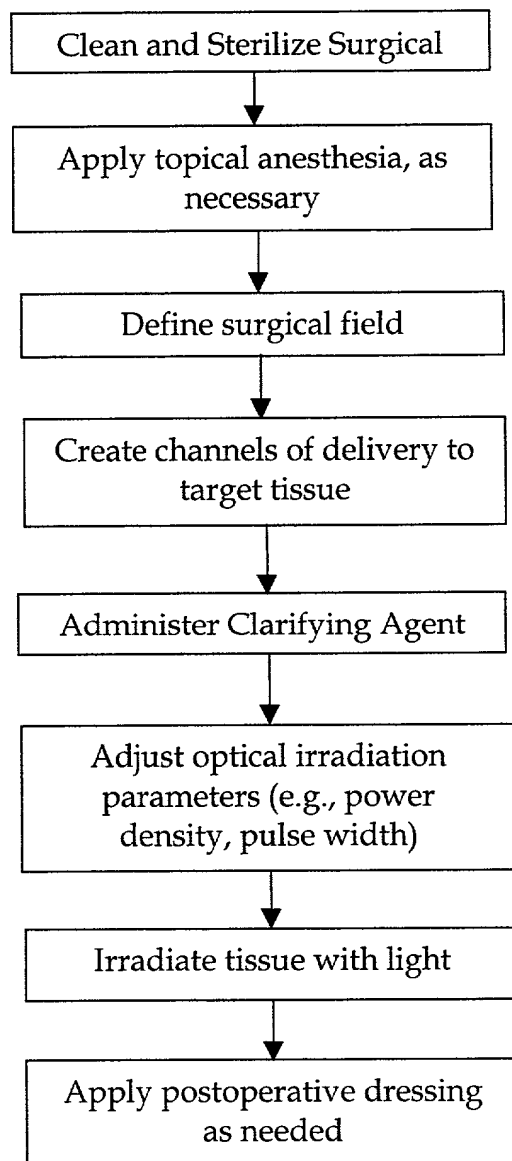 Clean and Sterilize Surgical
Apply topical anesthesia, as
necessary
Define surgical field
Create channels of delivery to
target tissue
Administer Clarifying Agent
Adjust optical irradiation
parameters (e.g., power
density, pulse width)
Irradiate tissue with light
Apply postoperative dressing
as needed